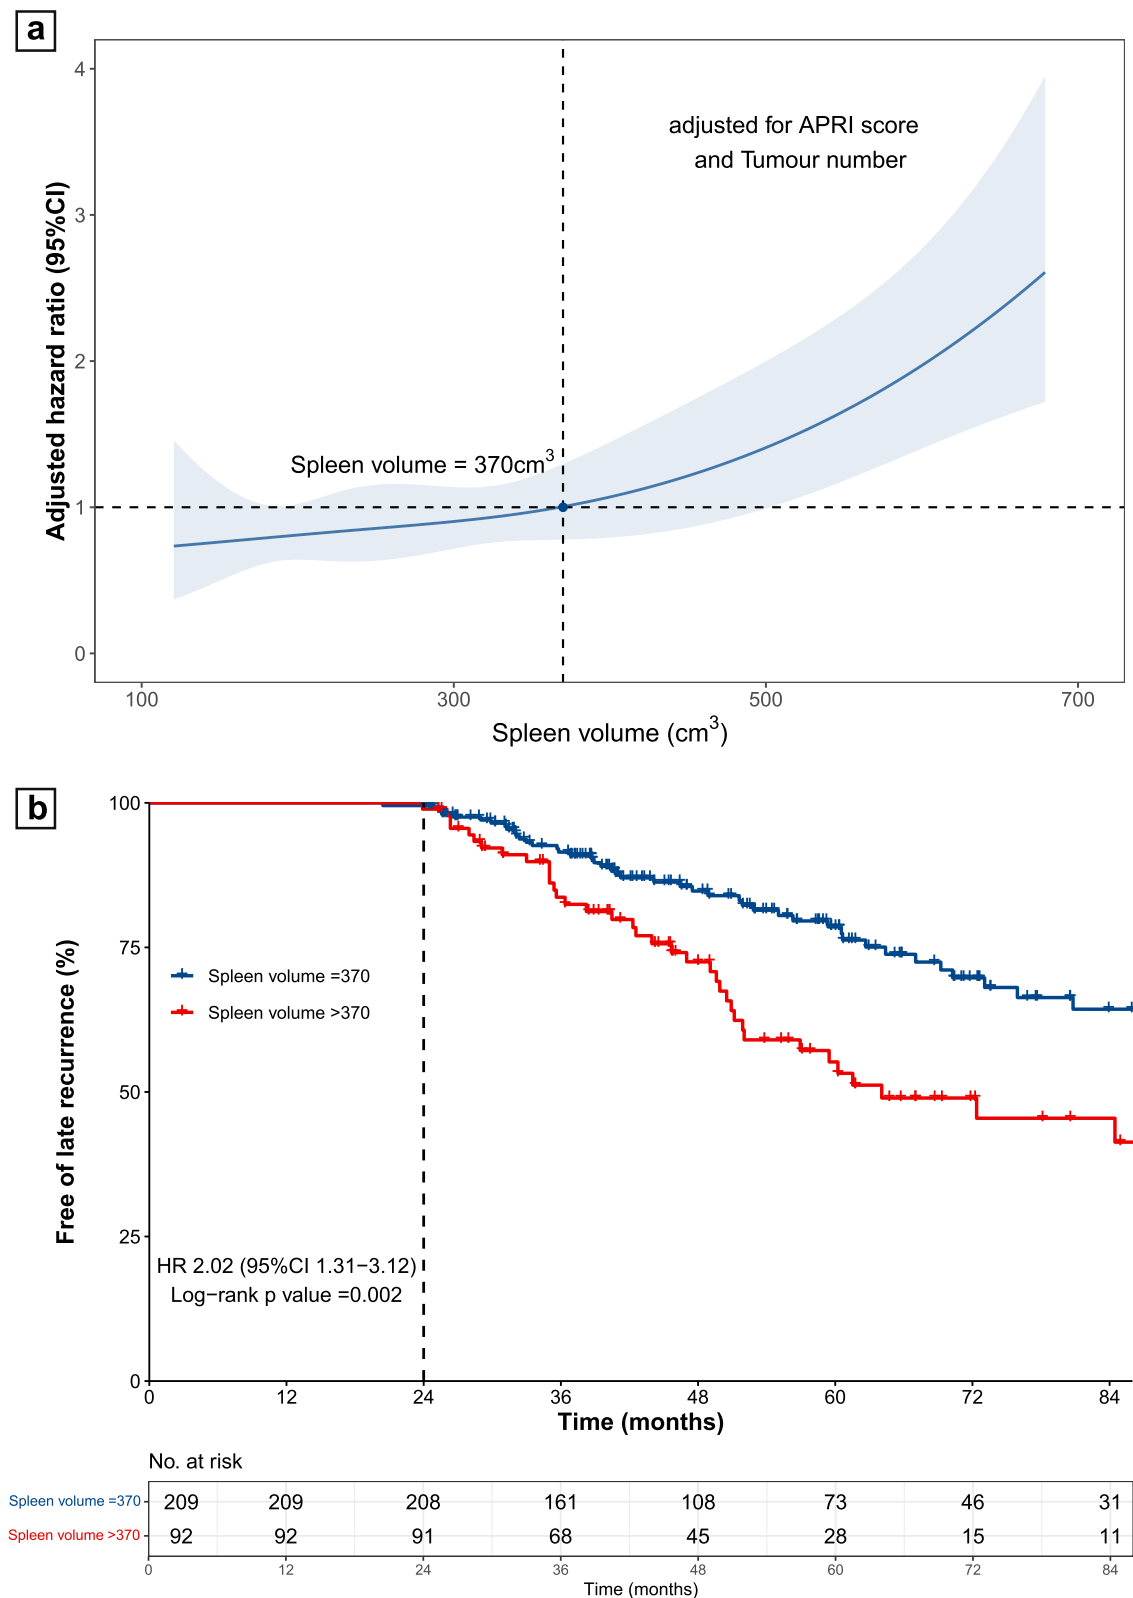 a
4
3
2
1
0
Adjusted hazard ratio (95%CI)
adjusted for APRI score
and Tumour number
Spleen volume = 370cm³
100 300 500 700
Spleen volume (cm³)
b
100
75
50
25
0
Free of late recurrence (%)
Spleen volume =370
Spleen volume >370
HR 2.02 (95%CI 1.31−3.12)
Log−rank p value =0.002
0 12 24 36 48 60 72 84
Time (months)
No. at risk
Spleen volume =370 209 209 208 161 108 73 46 31
Spleen volume >370 92 92 91 68 45 28 15 11
0 12 24 36 48 60 72 84
Time (months)